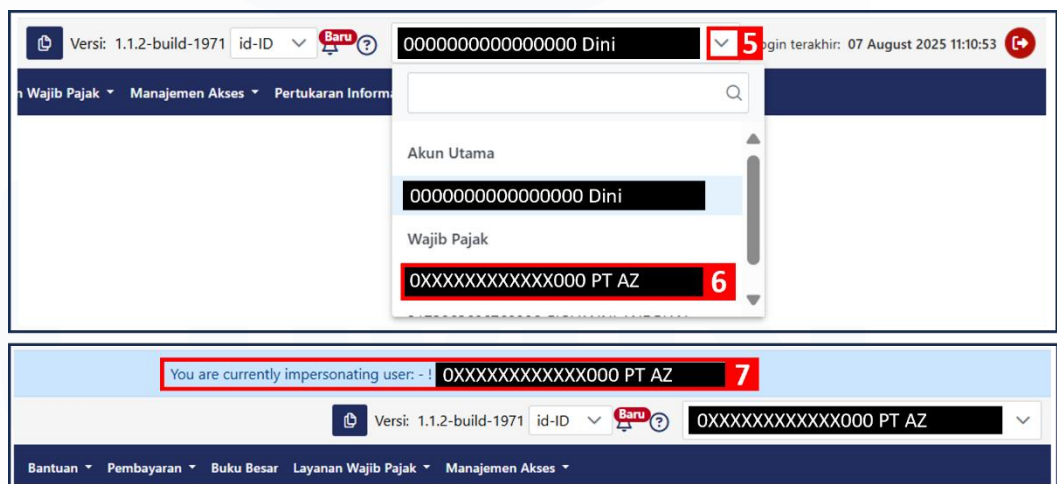 Versi: 1.1.2-build-1971 id-ID Baru 0000000000000000 Dini 5 ogin terakhir: 07 August 2025 11:10:53
n Wajib Pajak Manajemen Akses Pertukaran Inform
Akun Utama
0000000000000000 Dini
Wajib Pajak
0XXXXXXXXXXXX000 PT AZ 6
You are currently impersonating user: - ! 0XXXXXXXXXXXX000 PT AZ 7
Versi: 1.1.2-build-1971 id-ID Baru 0XXXXXXXXXXXX000 PT AZ
Bantuan Pembayaran Buku Besar Layanan Wajib Pajak Manajemen Akses